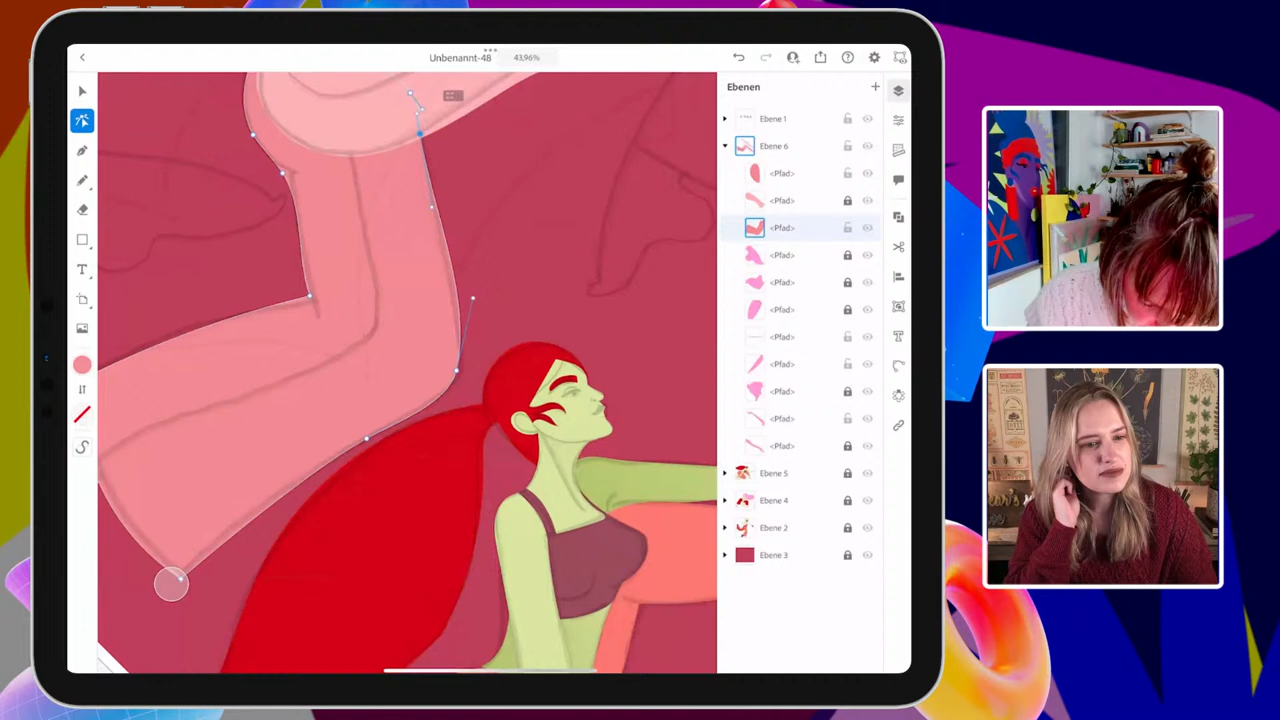 Unbenannt-48
43,96%
Ebenen
Ebene 1
Ebene 6
<Pfad>
<Pfad>
<Pfad>
<Pfad>
<Pfad>
<Pfad>
<Pfad>
<Pfad>
<Pfad>
<Pfad>
<Pfad>
Ebene 5
Ebene 4
Ebene 2
Ebene 3